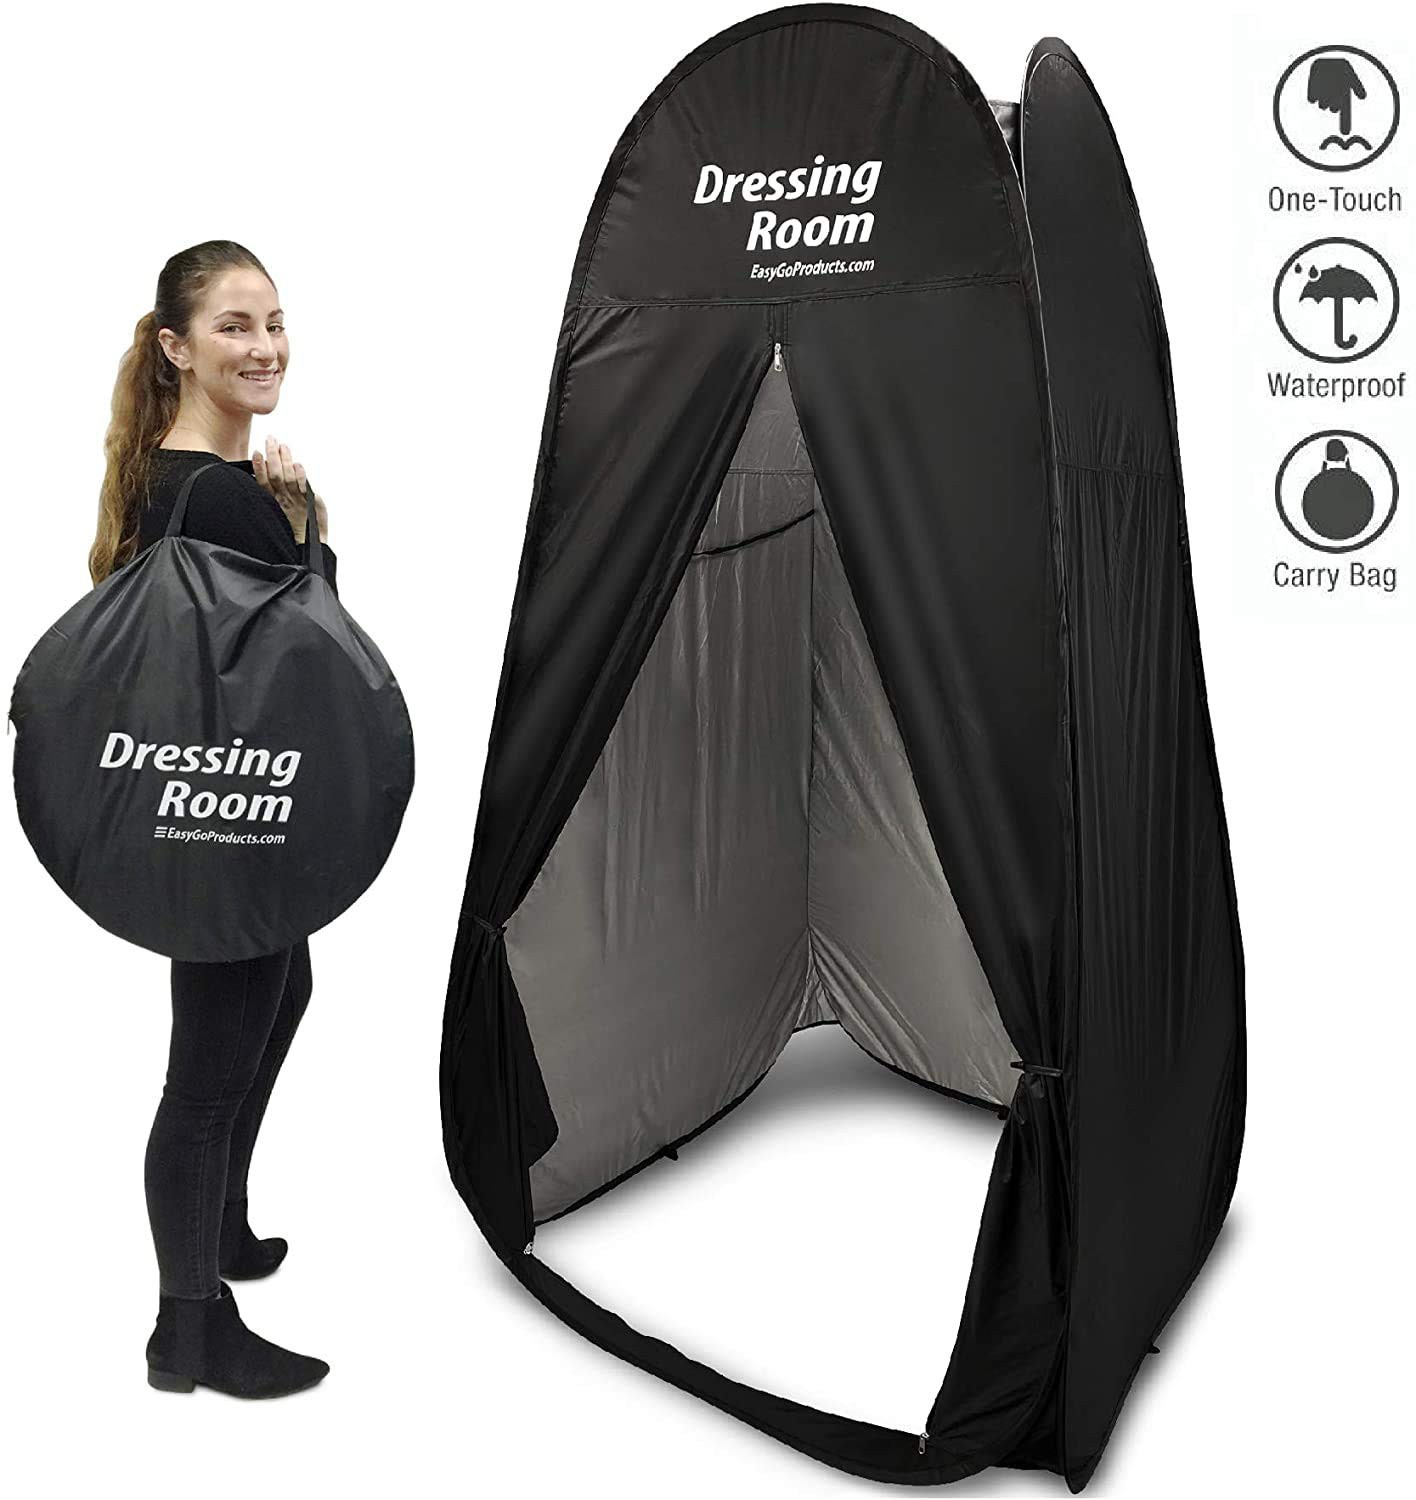 Dressing
Room
EasyGoProducts.com
Dressing
Room
EasyGoProducts.com
One-Touch
Waterproof
Carry Bag